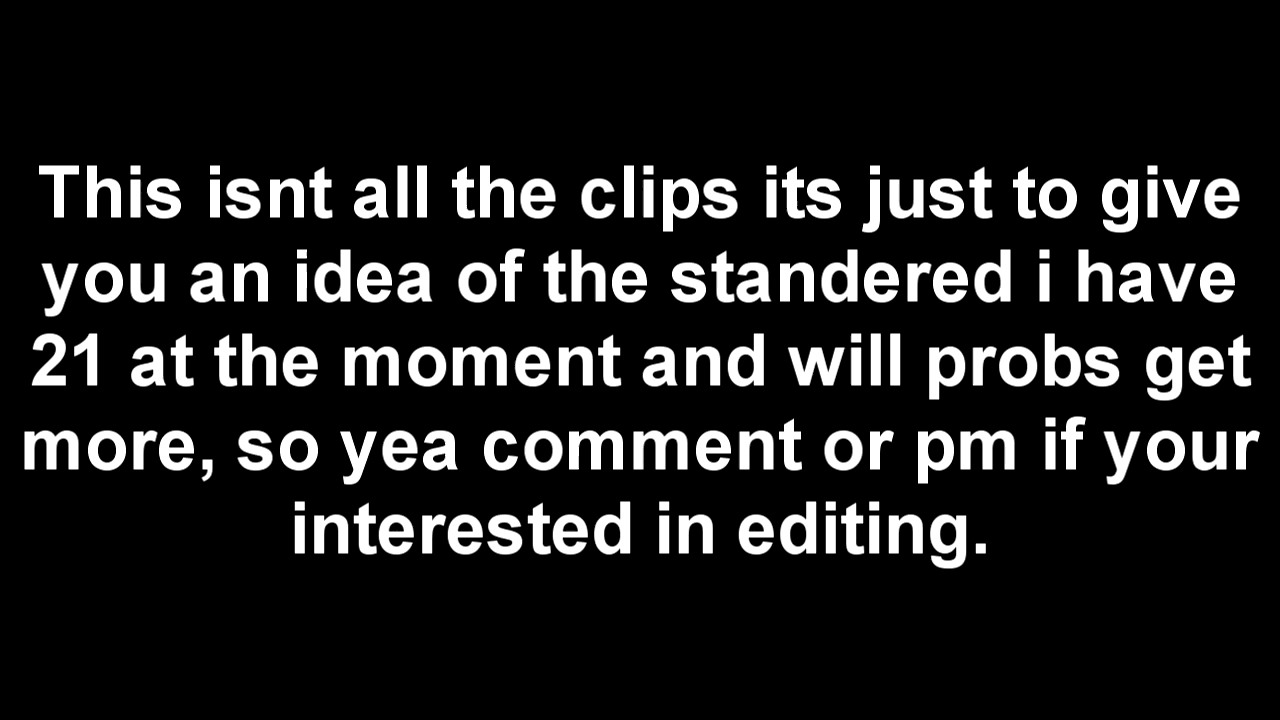 This isnt all the clips its just to give
you an idea of the standered i have
21 at the moment and will probs get
more, so yea comment or pm if your
interested in editing.